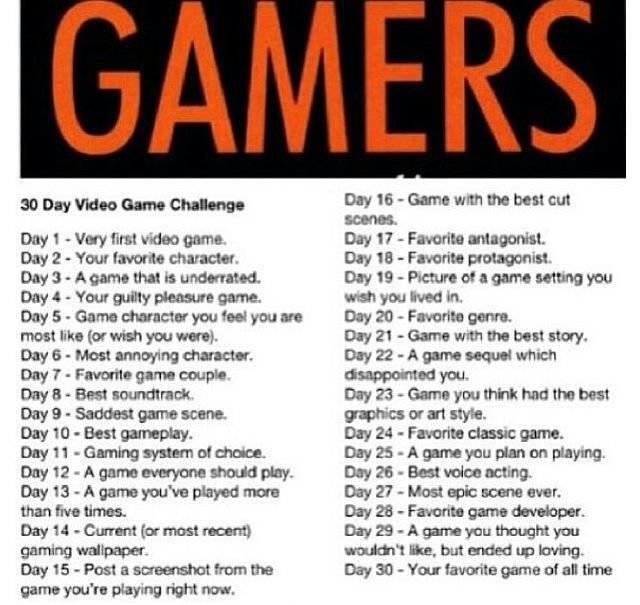 GAMERS
30 Day Video Game Challenge
Day 1 - Very first video game.
Day 2 - Your favorite character.
Day 3 - A game that is underrated.
Day 4 - Your guilty pleasure game.
Day 5 - Game character you feel you are
most like (or wish you were).
Day 6 - Most annoying character.
Day 7 - Favorite game couple.
Day 8 - Best soundtrack.
Day 9 - Saddest game scene.
Day 10 - Best gameplay.
Day 11 - Gaming system of choice.
Day 12 - A game everyone should play.
Day 13 - A game you've played more
than five times.
Day 14 - Current (or most recent)
gaming wallpaper.
Day 15 - Post a screenshot from the
game you're playing right now.
Day 16 - Game with the best cut
scenes.
Day 17 - Favorite antagonist.
Day 18 - Favorite protagonist.
Day 19 - Picture of a game setting you
wish you lived in.
Day 20 - Favorite genre.
Day 21 - Game with the best story.
Day 22 - A game sequel which
disappointed you.
Day 23 - Game you think had the best
graphics or art style.
Day 24 - Favorite classic game.
Day 25 - A game you plan on playing.
Day 26 - Best voice acting.
Day 27 - Most epic scene ever.
Day 28 - Favorite game developer.
Day 29 - A game you thought you
wouldn't like, but ended up loving.
Day 30 - Your favorite game of all time